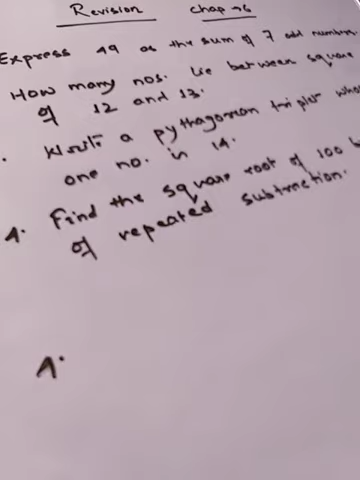 Revision Chap → 6
Express 49 as the sum of 7 odd numbers.
How many nos. lie between square
of 12 and 13.
. Write a pythagorean triplet whose
one no. is 14.
4. Find the square root of 100 b
of repeated subtraction.
A.